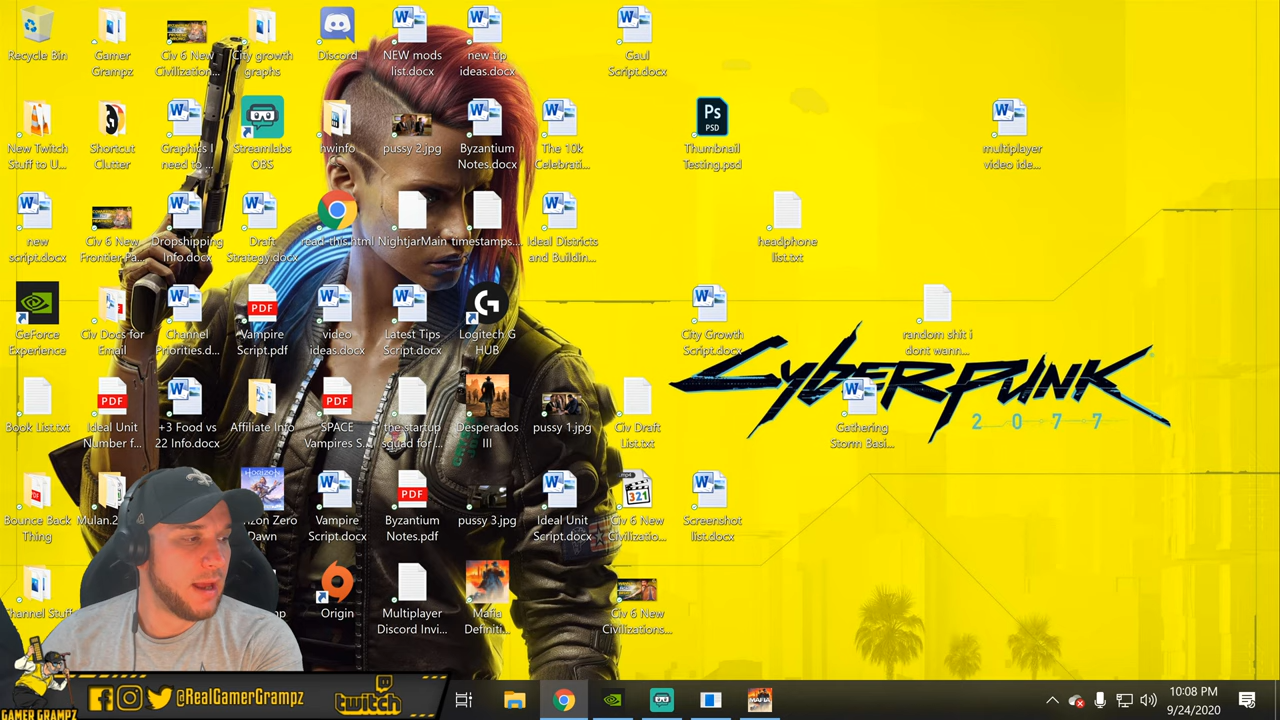 Recycle Bin
Gamer
Grampz
Civ 6 New
Civilization...
City growth
graphs
Discord
NEW mods
list.docx
new tip
ideas.docx
Gaul
Script.docx
New Twitch
Stuff to U...
Shortcut
Clutter
Graphics I
need to ...
Streamlabs
OBS
hwinfo
pussy 2.jpg
Byzantium
Notes.docx
The 10k
Celebrati...
Ps
PSD
Thumbnail
Testing.psd
multiplayer
video ide...
new
script.docx
Civ 6 New
Frontier Pa...
Dropshipping
Info.docx
Draft
Strategy.docx
read-this.html
NightjarMain
timestamps...
Ideal Districts
and Buildin...
headphone
list.txt
GeForce
Experience
Civ Docs for
Email
Channel
Priorities.d...
PDF
Vampire
Script.pdf
video
ideas.docx
Latest Tips
Script.docx
Logitech G
HUB
City Growth
Script.docx
random shit i
dont wann...
Book List.txt
PDF
Ideal Unit
Number f...
+3 Food vs
22 Info.docx
Affiliate Info
PDF
SPACE
Vampires S...
the startup
squad for ...
Desperados
III
pussy 1.jpg
Civ Draft
List.txt
Gathering
Storm Basi...
Cyberpunk
2077
Bounce Back
Thing
Mulan.2
Zero
Dawn
Vampire
Script.docx
PDF
Byzantium
Notes.pdf
pussy 3.jpg
Ideal Unit
Script.docx
321
Civ 6 New
Civilizatio...
Screenshot
list.docx
Origin
Multiplayer
Discord Invi...
Mafia
Definiti...
Civ 6 New
Civilizations...
GAMER GRAMPZ
@RealGamerGrampz
twitch
MAFIA
10:08 PM
9/24/2020